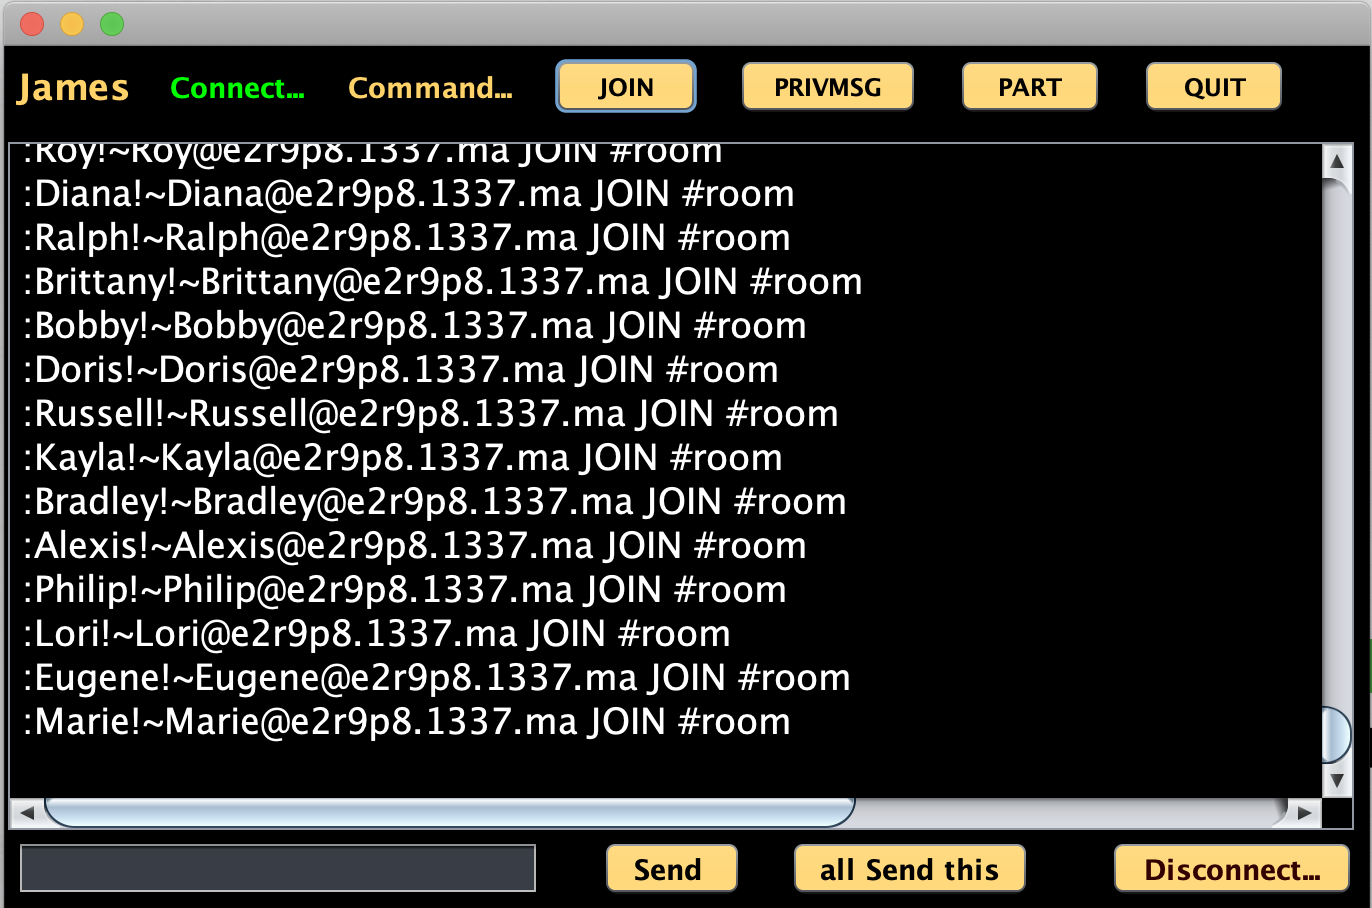 James Connect... Command... JOIN PRIVMSG PART QUIT
:Roy!~Roy@e2r9p8.1337.ma JOIN #room
:Diana!~Diana@e2r9p8.1337.ma JOIN #room
:Ralph!~Ralph@e2r9p8.1337.ma JOIN #room
:Brittany!~Brittany@e2r9p8.1337.ma JOIN #room
:Bobby!~Bobby@e2r9p8.1337.ma JOIN #room
:Doris!~Doris@e2r9p8.1337.ma JOIN #room
:Russell!~Russell@e2r9p8.1337.ma JOIN #room
:Kayla!~Kayla@e2r9p8.1337.ma JOIN #room
:Bradley!~Bradley@e2r9p8.1337.ma JOIN #room
:Alexis!~Alexis@e2r9p8.1337.ma JOIN #room
:Philip!~Philip@e2r9p8.1337.ma JOIN #room
:Lori!~Lori@e2r9p8.1337.ma JOIN #room
:Eugene!~Eugene@e2r9p8.1337.ma JOIN #room
:Marie!~Marie@e2r9p8.1337.ma JOIN #room
Send all Send this Disconnect...